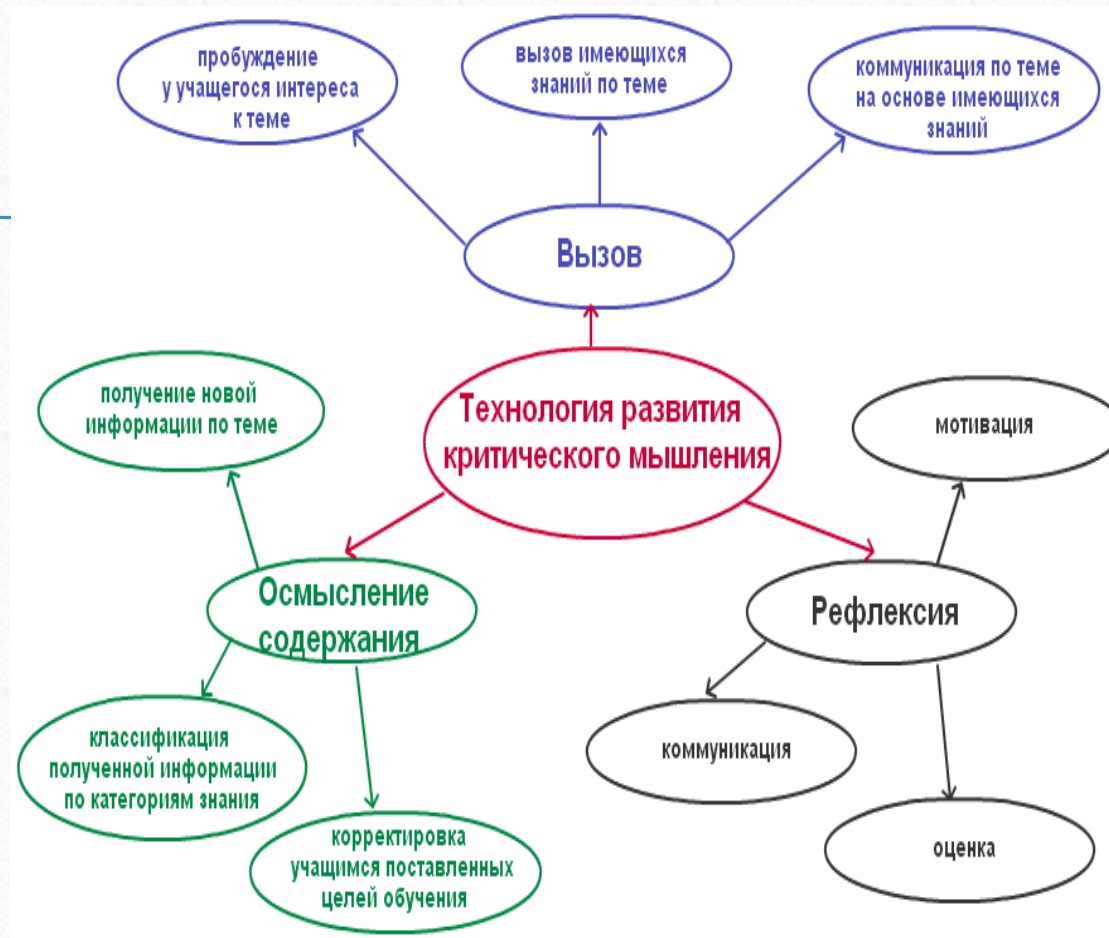 пробуждение
у учащегося интереса
к теме
вызов имеющихся
знаний по теме
коммуникация по теме
на основе имеющихся
знаний
Вызов
Технология развития
критического мышления
получение новой
информации по теме
мотивация
Осмысление
содержания
Рефлексия
классификация
полученной информации
по категориям знания
коммуникация
корректировка
учащимся поставленных
целей обучения
оценка